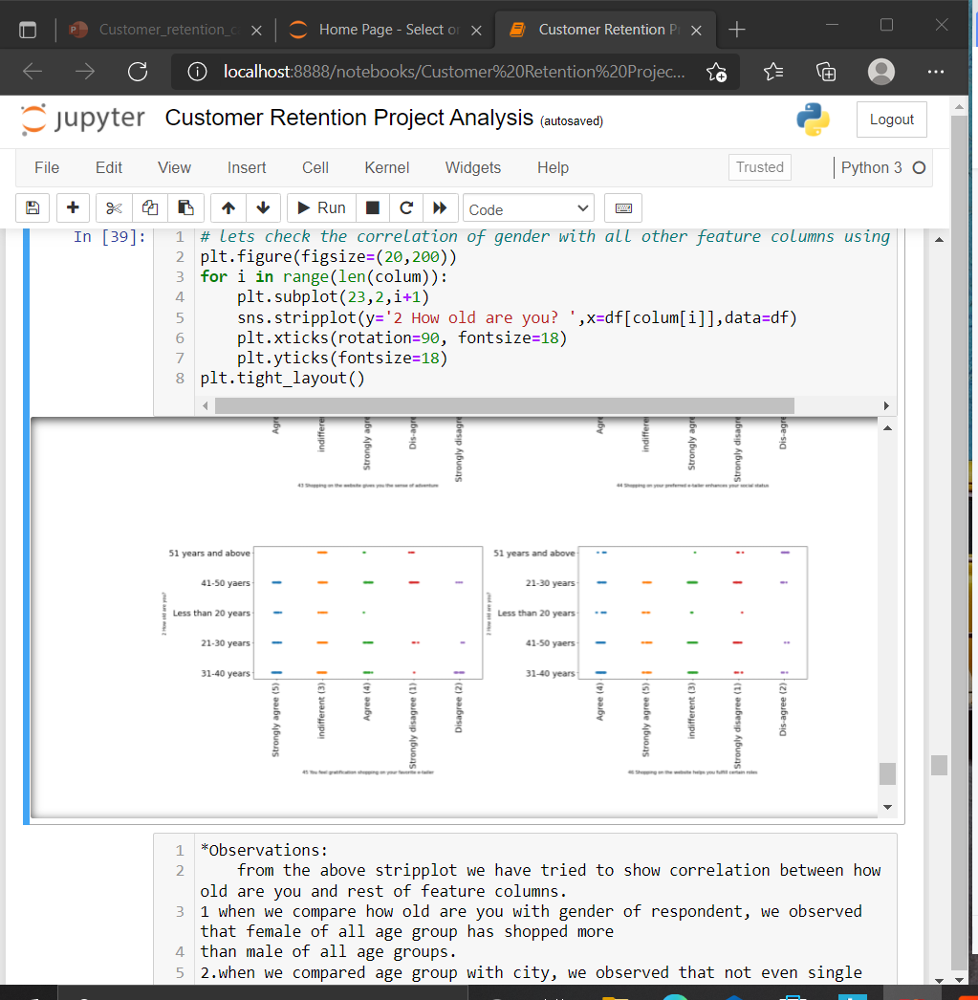 Customer_retention_c
Home Page - Select or
Customer Retention P
localhost:8888/notebooks/Customer%20Retention%20Projec...
jupyter Customer Retention Project Analysis (autosaved)
Logout
File Edit View Insert Cell Kernel Widgets Help
Trusted
Python 3
Run
Code
In [39]:
1 # lets check the correlation of gender with all other feature columns using
2 plt.figure(figsize=(20,200))
3 for i in range(len(colum)):
4 plt.subplot(23,2,i+1)
5 sns.stripplot(y='2 How old are you? ',x=df[colum[i]],data=df)
6 plt.xticks(rotation=90, fontsize=18)
7 plt.yticks(fontsize=18)
8 plt.tight_layout()
Agre
indiffere
Strongly agre
Dis-agre
Strongly disagre
Agre
indiffere
Strongly agre
Strongly disagre
Dis-agre
43 Shopping on the website gives you the sense of adventure
44 Shopping on your preferred e-tailer enhances your social status
2 How old are you?
51 years and above
41-50 yaers
Less than 20 years
21-30 years
31-40 years
Strongly agree (5)
indifferent (3)
Agree (4)
Strongly disagree (1)
Disagree (2)
45 You feel gratification shopping on your favorite e-tailer
2 How old are you?
51 years and above
21-30 years
Less than 20 years
41-50 yaers
31-40 years
Agree (4)
Strongly agree (5)
indifferent (3)
Strongly disagree (1)
Dis-agree (2)
46 Shopping on the website helps you fulfill certain roles
1 *Observations:
2 from the above stripplot we have tried to show correlation between how
old are you and rest of feature columns.
3 1 when we compare how old are you with gender of respondent, we observed
that female of all age group has shopped more
4 than male of all age groups.
5 2.when we compared age group with city, we observed that not even single